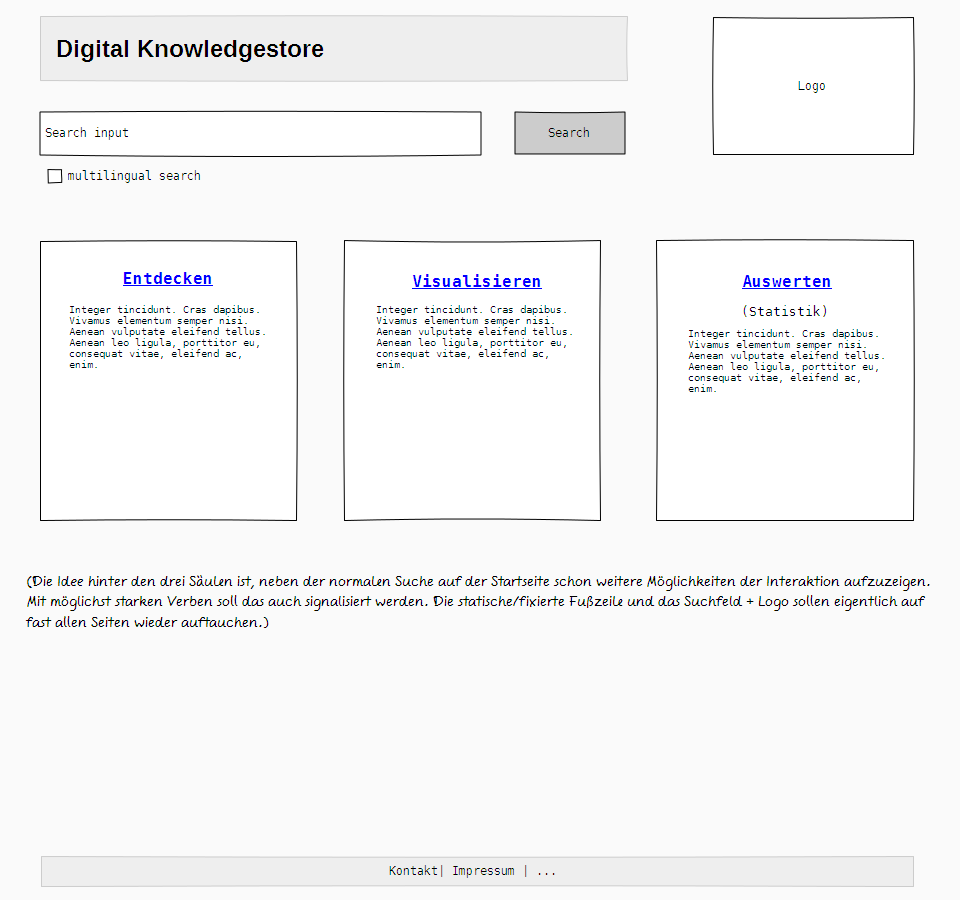 Digital Knowledgestore
Logo
Search input
Search
multilingual search
Entdecken
Integer tincidunt. Cras dapibus.
Vivamus elementum semper nisi.
Aenean vulputate eleifend tellus.
Aenean leo ligula, porttitor eu,
consequat vitae, eleifend ac,
enim.
Visualisieren
Integer tincidunt. Cras dapibus.
Vivamus elementum semper nisi.
Aenean vulputate eleifend tellus.
Aenean leo ligula, porttitor eu,
consequat vitae, eleifend ac,
enim.
Auswerten
(Statistik)
Integer tincidunt. Cras dapibus.
Vivamus elementum semper nisi.
Aenean vulputate eleifend tellus.
Aenean leo ligula, porttitor eu,
consequat vitae, eleifend ac,
enim.
(Die Idee hinter den drei Säulen ist, neben der normalen Suche auf der Startseite schon weitere Möglichkeiten der Interaktion aufzuzeigen.
Mit möglichst starken Verben soll das auch signalisiert werden. Die statische/fixierte Fußzeile und das Suchfeld + Logo sollen eigentlich auf
fast allen Seiten wieder auftauchen.)
Kontakt| Impressum | ...